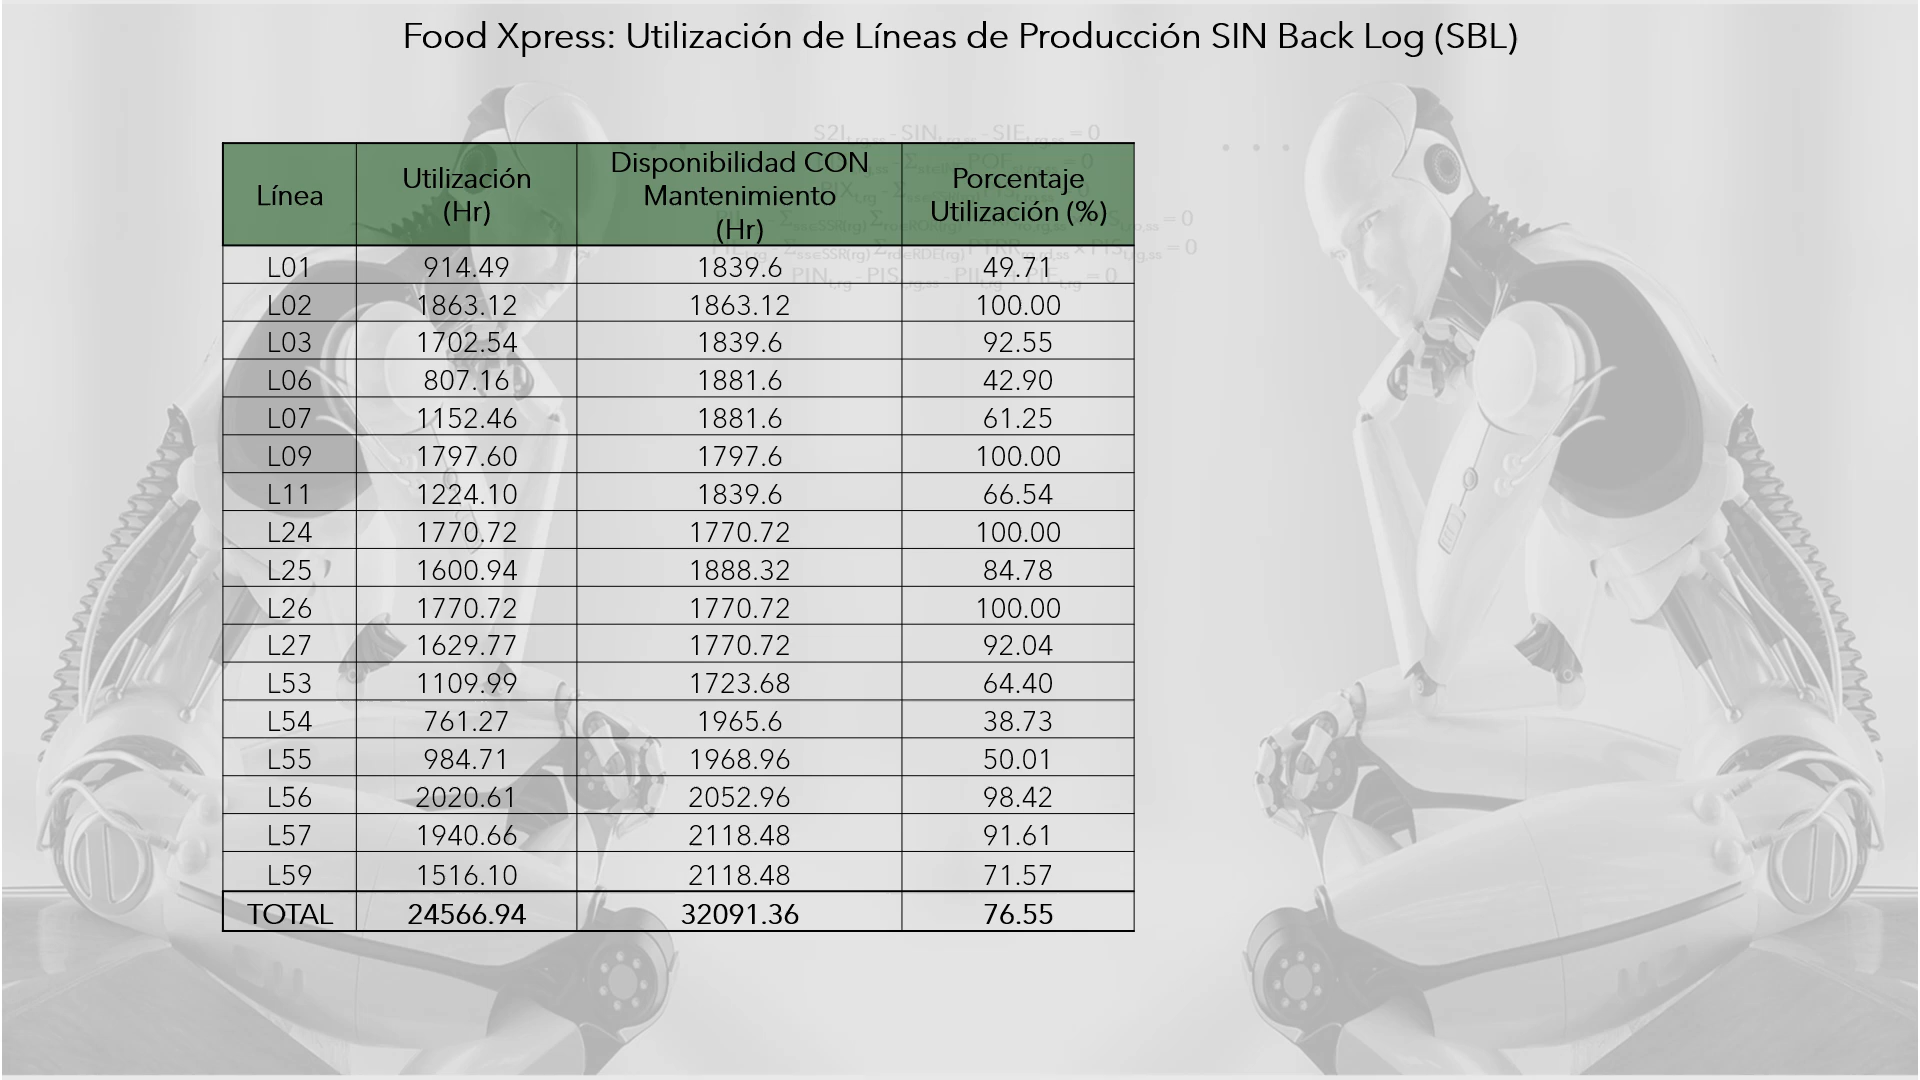 Food Xpress: Utilización de Líneas de Producción SIN Back Log (SBL)
Línea Utilización (Hr) Disponibilidad CON Mantenimiento (Hr) Porcentaje Utilización (%)
L01 914.49 1839.6 49.71
L02 1863.12 1863.12 100.00
L03 1702.54 1839.6 92.55
L06 807.16 1881.6 42.90
L07 1152.46 1881.6 61.25
L09 1797.60 1797.6 100.00
L11 1224.10 1839.6 66.54
L24 1770.72 1770.72 100.00
L25 1600.94 1888.32 84.78
L26 1770.72 1770.72 100.00
L27 1629.77 1770.72 92.04
L53 1109.99 1723.68 64.40
L54 761.27 1965.6 38.73
L55 984.71 1968.96 50.01
L56 2020.61 2052.96 98.42
L57 1940.66 2118.48 91.61
L59 1516.10 2118.48 71.57
TOTAL 24566.94 32091.36 76.55